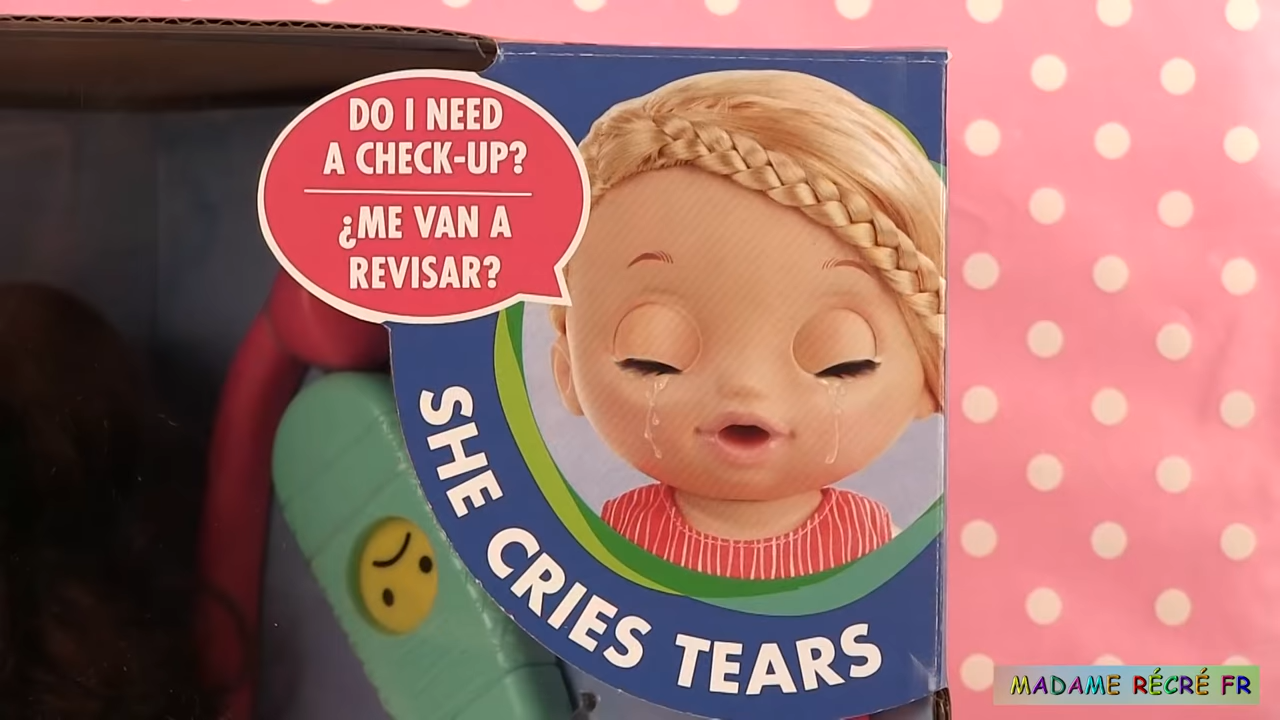 DO I NEED
A CHECK-UP?
¿ME VAN A
REVISAR?
SHE CRIES TEARS
MADAME RÉCRÉ FR